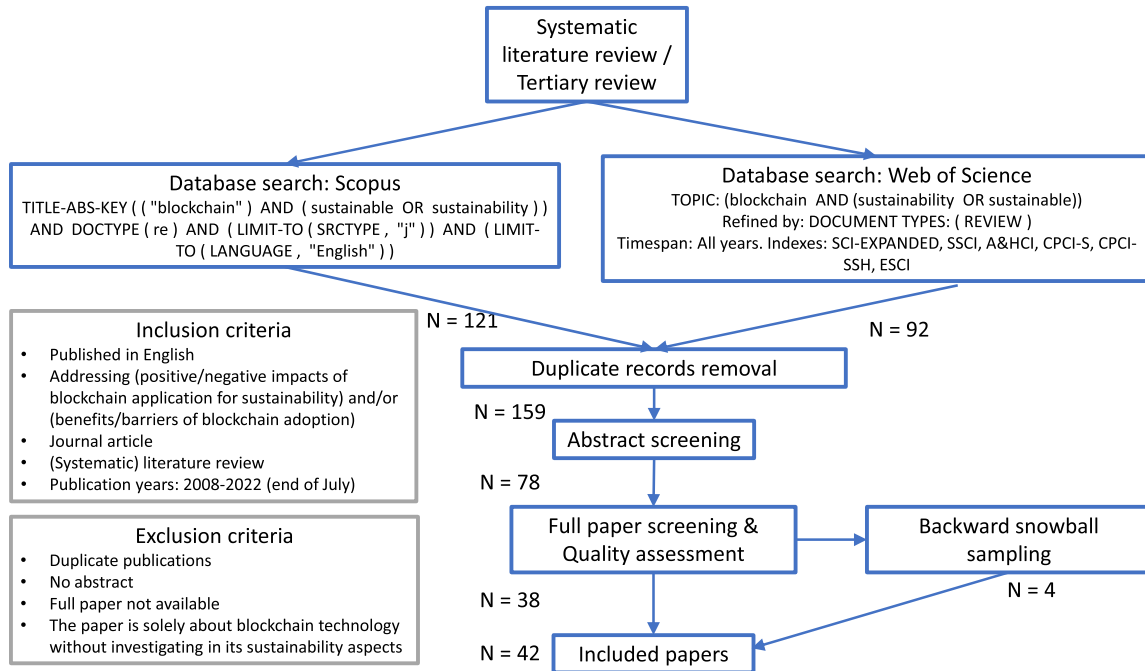 Systematic
literature review /
Tertiary review
Database search: Scopus
TITLE-ABS-KEY ( ( "blockchain" ) AND ( sustainable OR sustainability ) )
AND DOCTYPE ( re ) AND ( LIMIT-TO ( SRCTYPE , "j" ) ) AND ( LIMIT-
TO ( LANGUAGE , "English" ) )
Database search: Web of Science
TOPIC: (blockchain AND (sustainability OR sustainable))
Refined by: DOCUMENT TYPES: ( REVIEW )
Timespan: All years. Indexes: SCI-EXPANDED, SSCI, A&HCI, CPCI-S, CPCI-
SSH, ESCI
N = 121
N = 92
Inclusion criteria
• Published in English
• Addressing (positive/negative impacts of
blockchain application for sustainability) and/or
(benefits/barriers of blockchain adoption)
• Journal article
• (Systematic) literature review
• Publication years: 2008-2022 (end of July)
Duplicate records removal
N = 159
Abstract screening
N = 78
Full paper screening &
Quality assessment
Backward snowball
sampling
N = 38
N = 4
N = 42
Included papers
Exclusion criteria
• Duplicate publications
• No abstract
• Full paper not available
• The paper is solely about blockchain technology
without investigating in its sustainability aspects